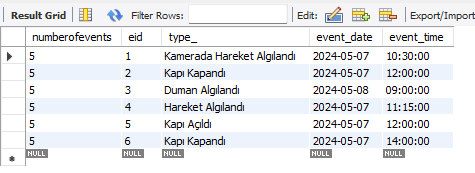 Result Grid Filter Rows: Edit: Export/Import
numberofevents eid type_ event_date event_time
5 1 Kamerada Hareket Algılandı 2024-05-07 10:30:00
5 2 Kapı Kapandı 2024-05-07 12:00:00
5 3 Duman Algılandı 2024-05-08 09:00:00
5 4 Hareket Algılandı 2024-05-07 11:15:00
5 5 Kapı Açıldı 2024-05-07 12:00:00
5 6 Kapı Kapandı 2024-05-07 14:00:00
NULL NULL NULL NULL NULL